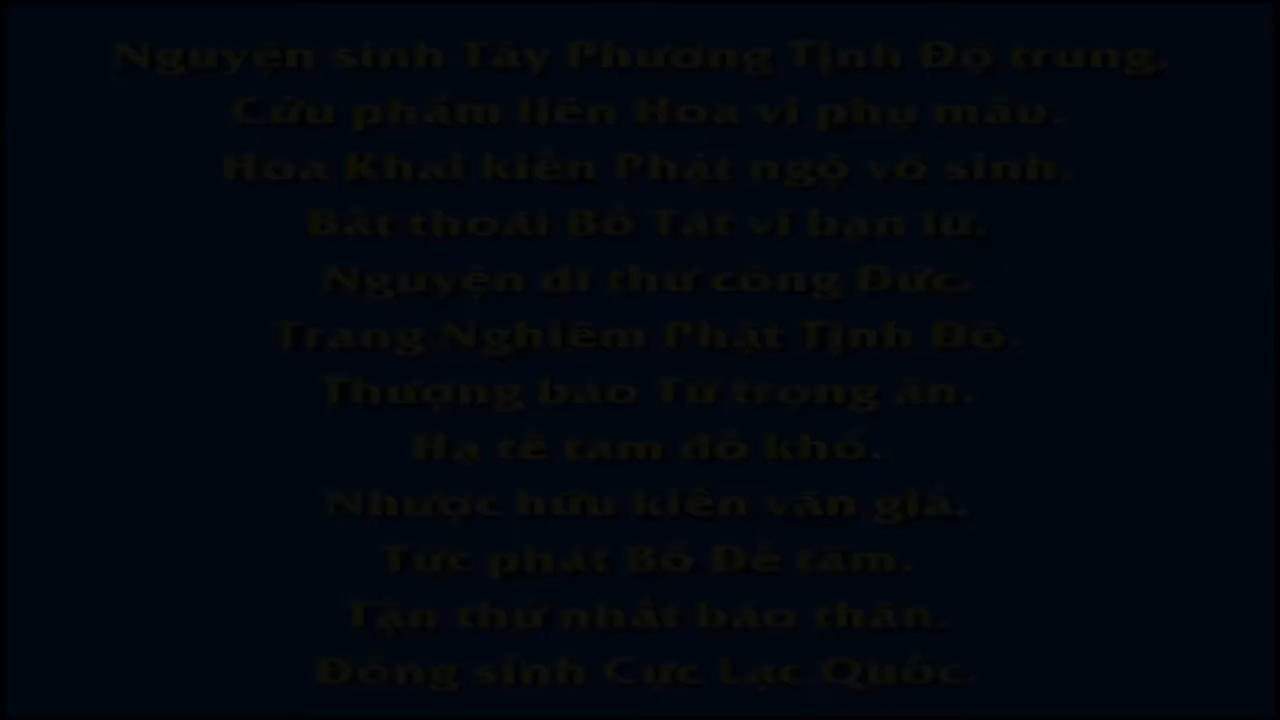 Nguyện sinh Tây Phương Tịnh Độ trung,
Cửu phẩm liên Hoa vi phụ mẫu.
Hoa Khai kiến Phật ngộ vô sinh.
Bất thoái Bồ Tát vi bạn lữ.
Nguyện dĩ thử công Đức.
Trang Nghiêm Phật Tịnh Độ.
Thượng báo Tứ trọng ân.
Hạ tế tam đồ khổ.
Nhược hữu kiến văn giả.
Tức phát Bồ Đề tâm.
Tận thử nhất báo thân.
Đồng sinh Cực Lạc Quốc.